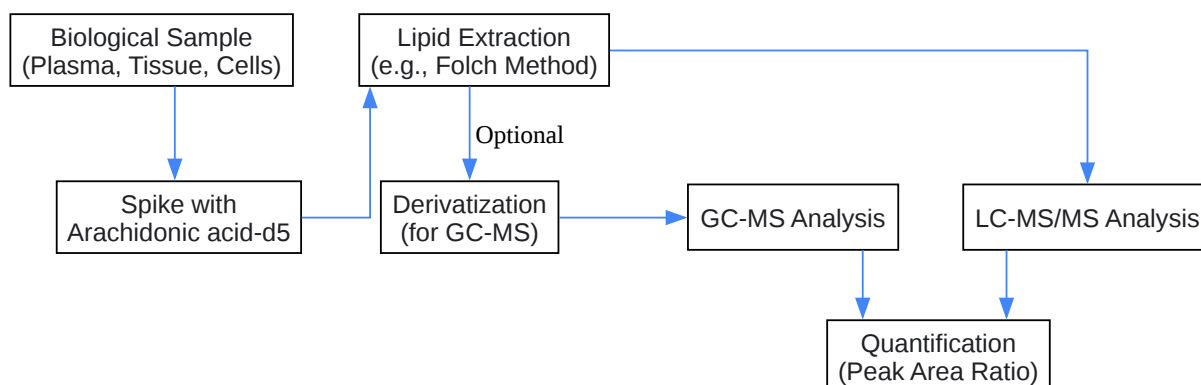 Biological Sample
(Plasma, Tissue, Cells)
Spike with
Arachidonic acid-d5
Lipid Extraction
(e.g., Folch Method)
Optional
Derivatization
(for GC-MS)
GC-MS Analysis
LC-MS/MS Analysis
Quantification
(Peak Area Ratio)